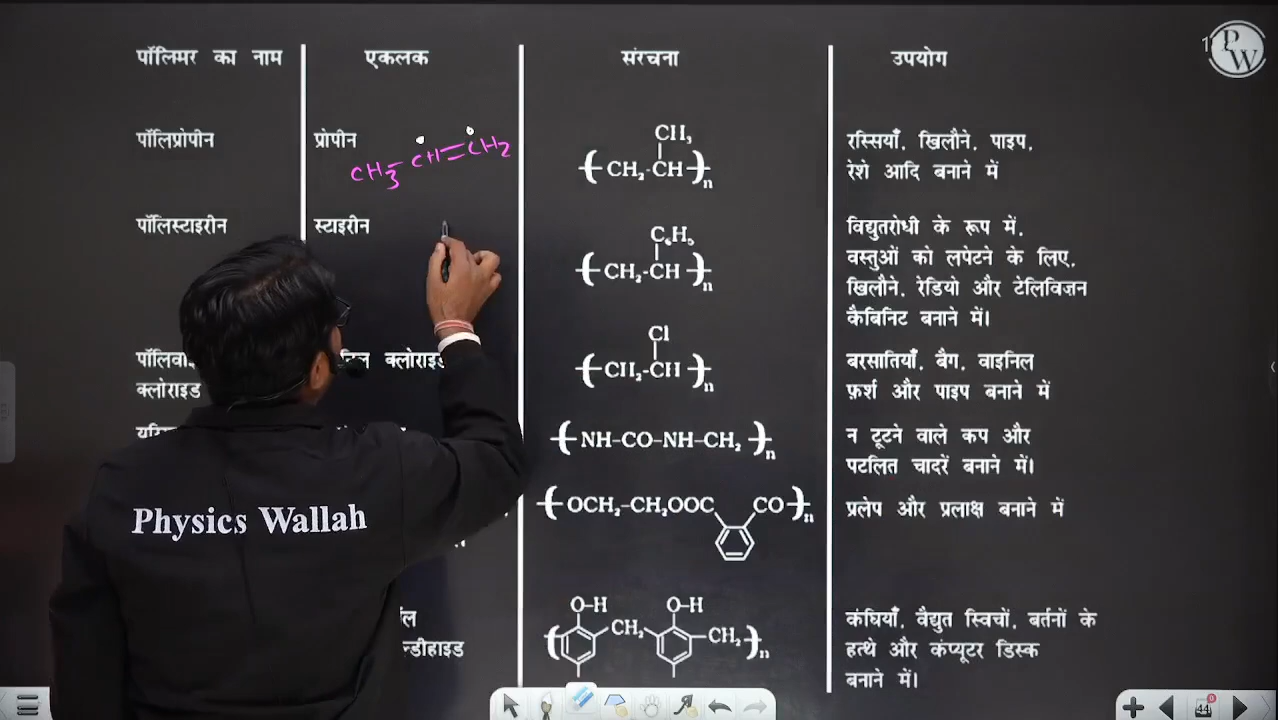 पॉलिमर का नाम एकलक संरचना उपयोग
पॉलिप्रोपीन प्रोपीन CH3-CH=CH2
CH₃
(CH₂-CH)n
रस्सियाँ, खिलौने, पाइप,
रेशे आदि बनाने में
पॉलिस्टाइरीन स्टाइरीन
C₆H₅
(CH₂-CH)n
विद्युतरोधी के रूप में,
वस्तुओं को लपेटने के लिए,
खिलौने, रेडियो और टेलिविज़न
कैबिनिट बनाने में।
क्लोराइड
क्लोराइड
Cl
(CH₂-CH)n
बरसातियाँ, बैग, वाइनिल
फ़र्श और पाइप बनाने में
(NH-CO-NH-CH₂)n
न टूटने वाले कप और
पटलित चादरें बनाने में।
(OCH₂-CH₂OOC CO)n
प्रलेप और प्रलाक्ष बनाने में
O-H O-H
(CH₂ CH₂)n
कंघियाँ, वैद्युत स्विचों, बर्तनों के
हत्थे और कंप्यूटर डिस्क
बनाने में।
Physics Wallah
PW
44